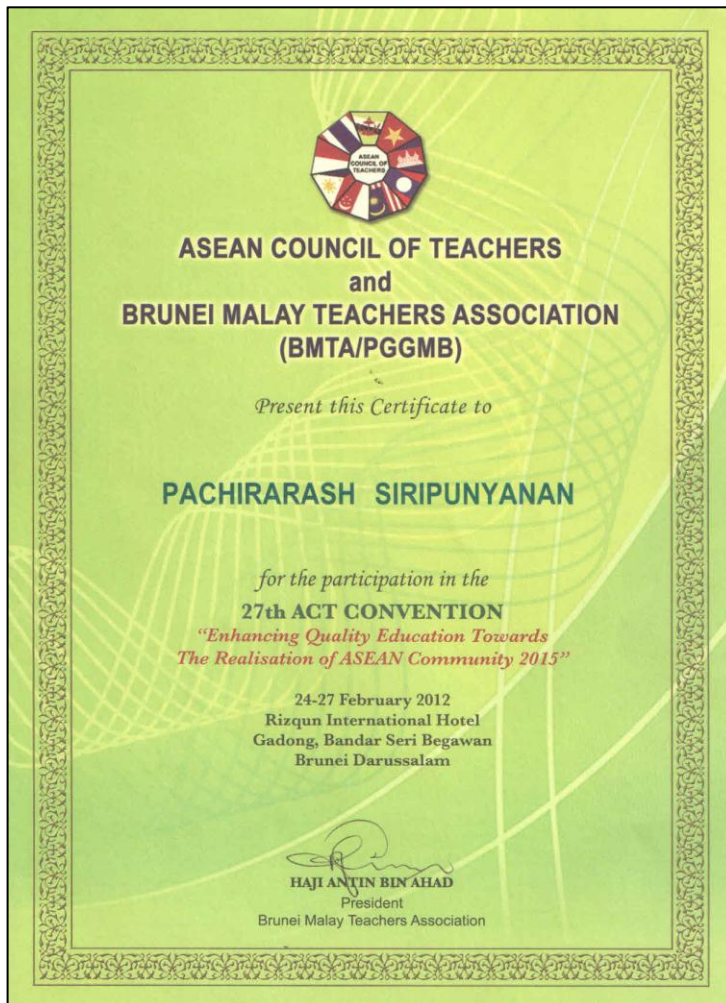 ASEAN
COUNCIL OF
TEACHERS
ASEAN COUNCIL OF TEACHERS
and
BRUNEI MALAY TEACHERS ASSOCIATION
(BMTA/PGGMB)
Present this Certificate to
PACHIRARASH SIRIPUNYANAN
for the participation in the
27th ACT CONVENTION
“Enhancing Quality Education Towards
The Realisation of ASEAN Community 2015”
24-27 February 2012
Rizqun International Hotel
Gadong, Bandar Seri Begawan
Brunei Darussalam
HAJI ANTIN BIN AHAD
President
Brunei Malay Teachers Association